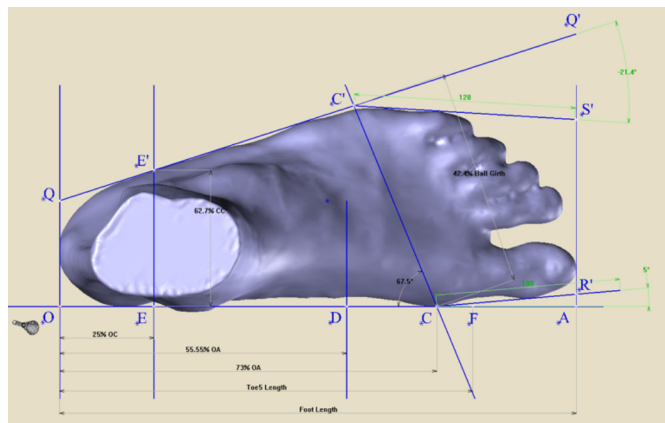 Q'
-21.4°
120
C'
S'
E'
42.4% Ball Girth
Q
62.7% CC
67.5°
5°
R'
O
E
D
C
F
A
25% OC
55.55% OA
73% OA
Toe5 Length
Foot Length